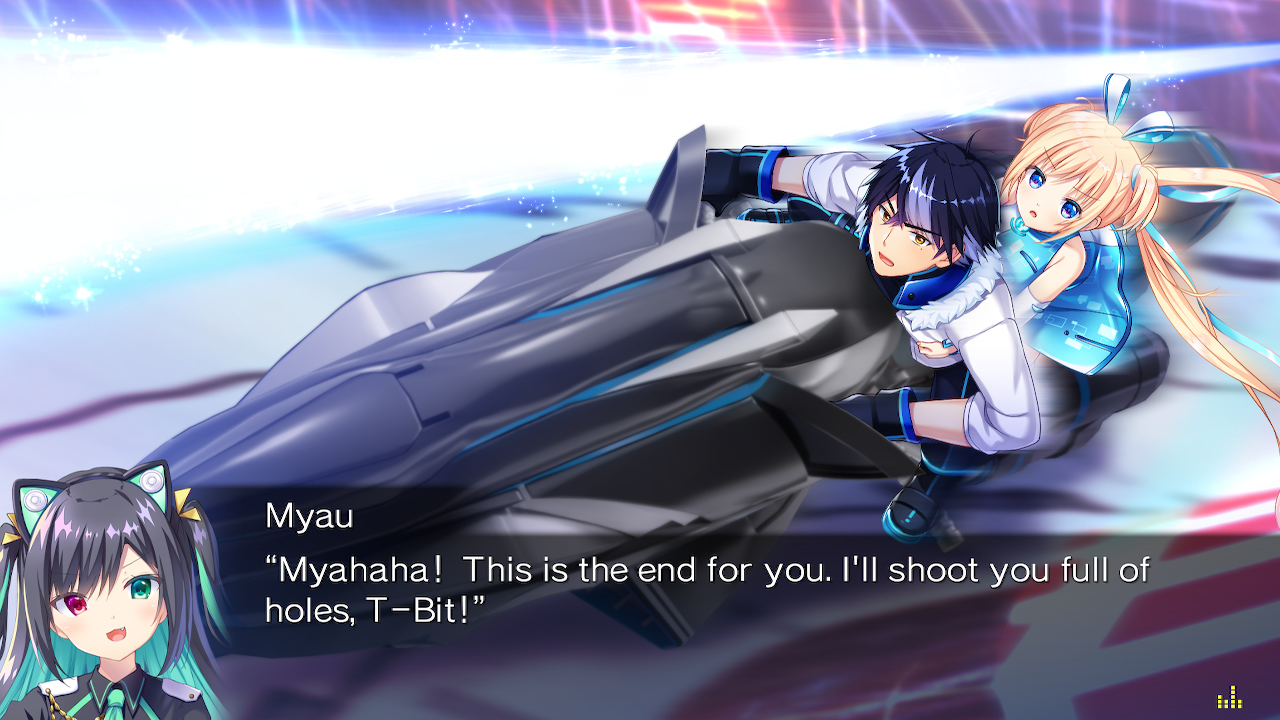 Myau
“Myahaha! This is the end for you. I'll shoot you full of
holes, T-Bit!”